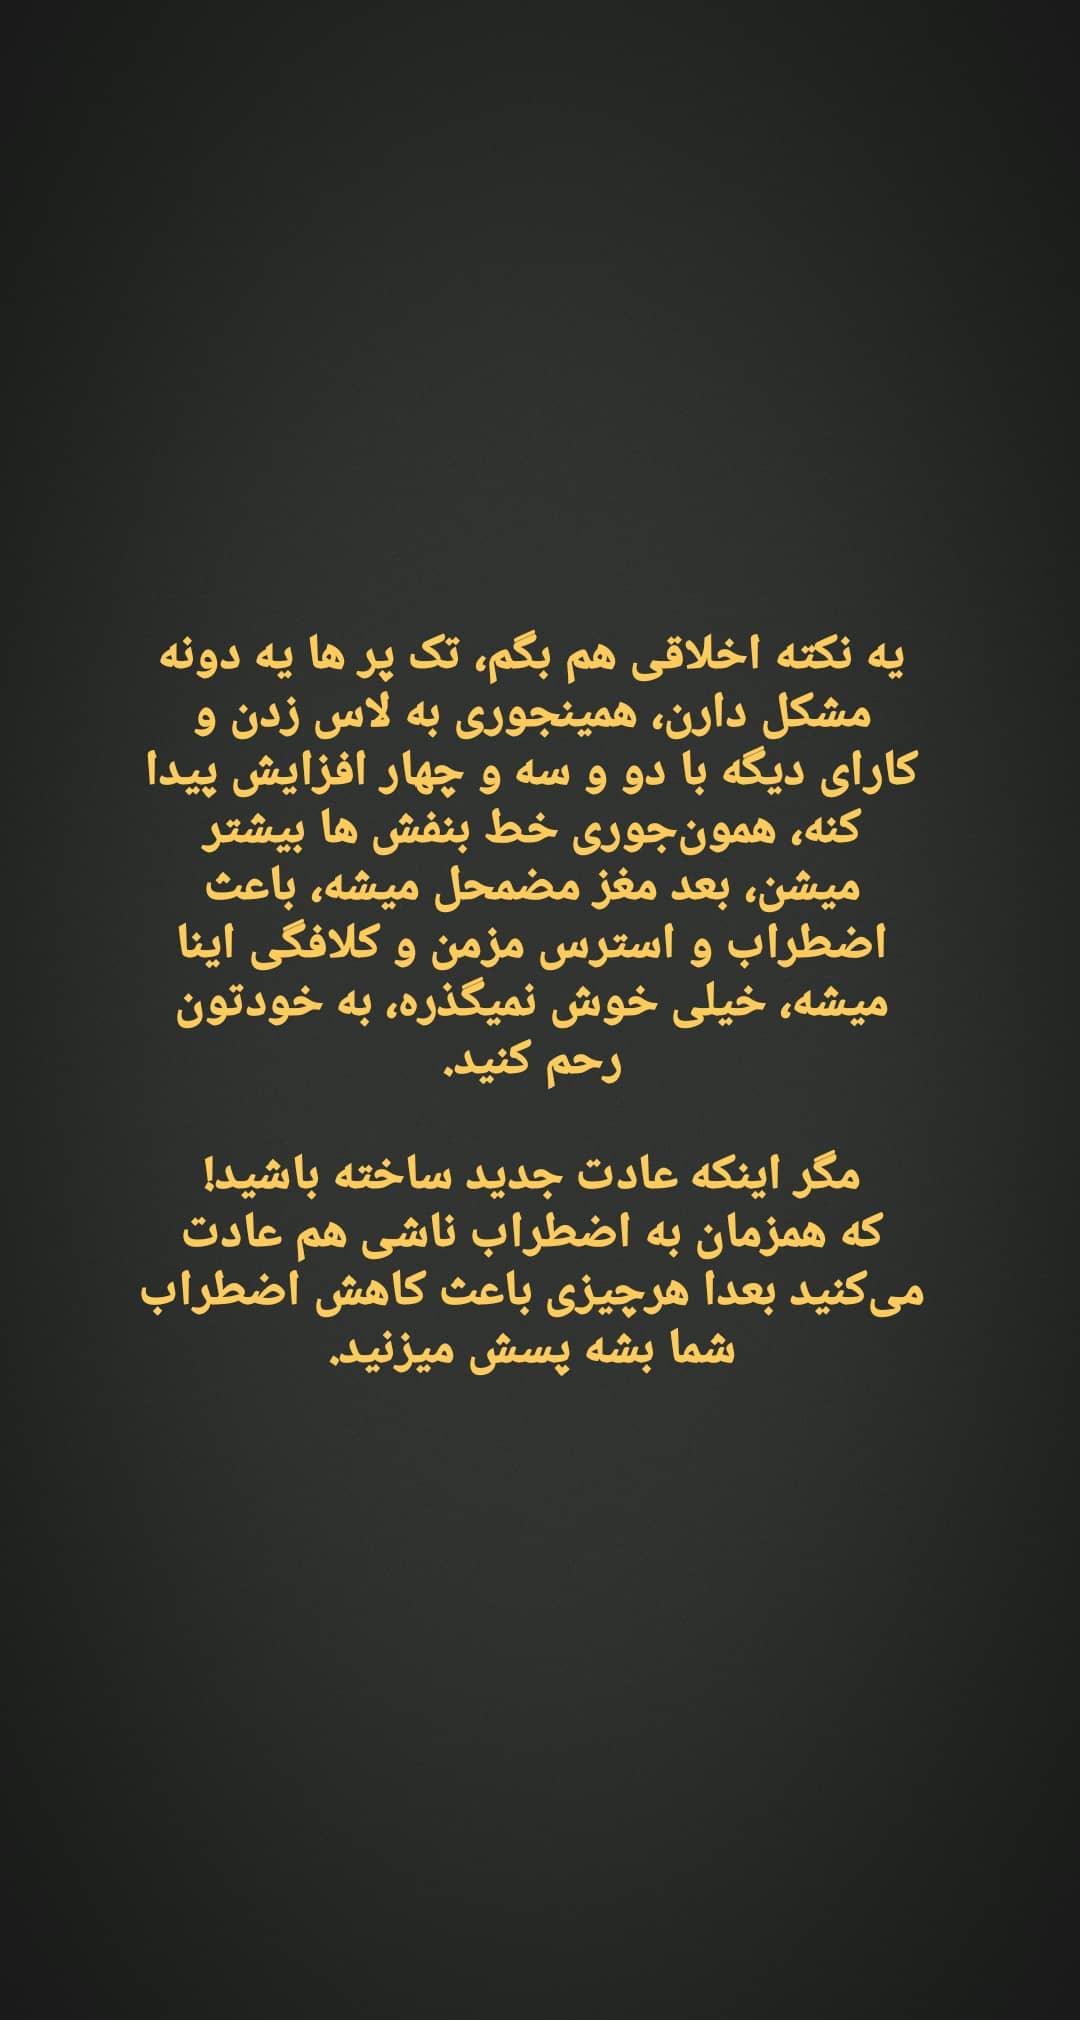 یه نکته اخلاقی هم بگم، تک پر ها یه دونه
مشکل دارن، همینجوری به لاس زدن و
کارای دیگه با دو و سه و چهار افزایش پیدا
کنه، همون‌جوری خط بنفش ها بیشتر
میشن، بعد مغز مضمحل میشه، باعث
اضطراب و استرس مزمن و کلافگی اینا
میشه، خیلی خوش نمیگذره، به خودتون
رحم کنید.
مگر اینکه عادت جدید ساخته باشید!
که همزمان به اضطراب ناشی هم عادت
می‌کنید بعدا هرچیزی باعث کاهش اضطراب
شما بشه پسش میزنید.